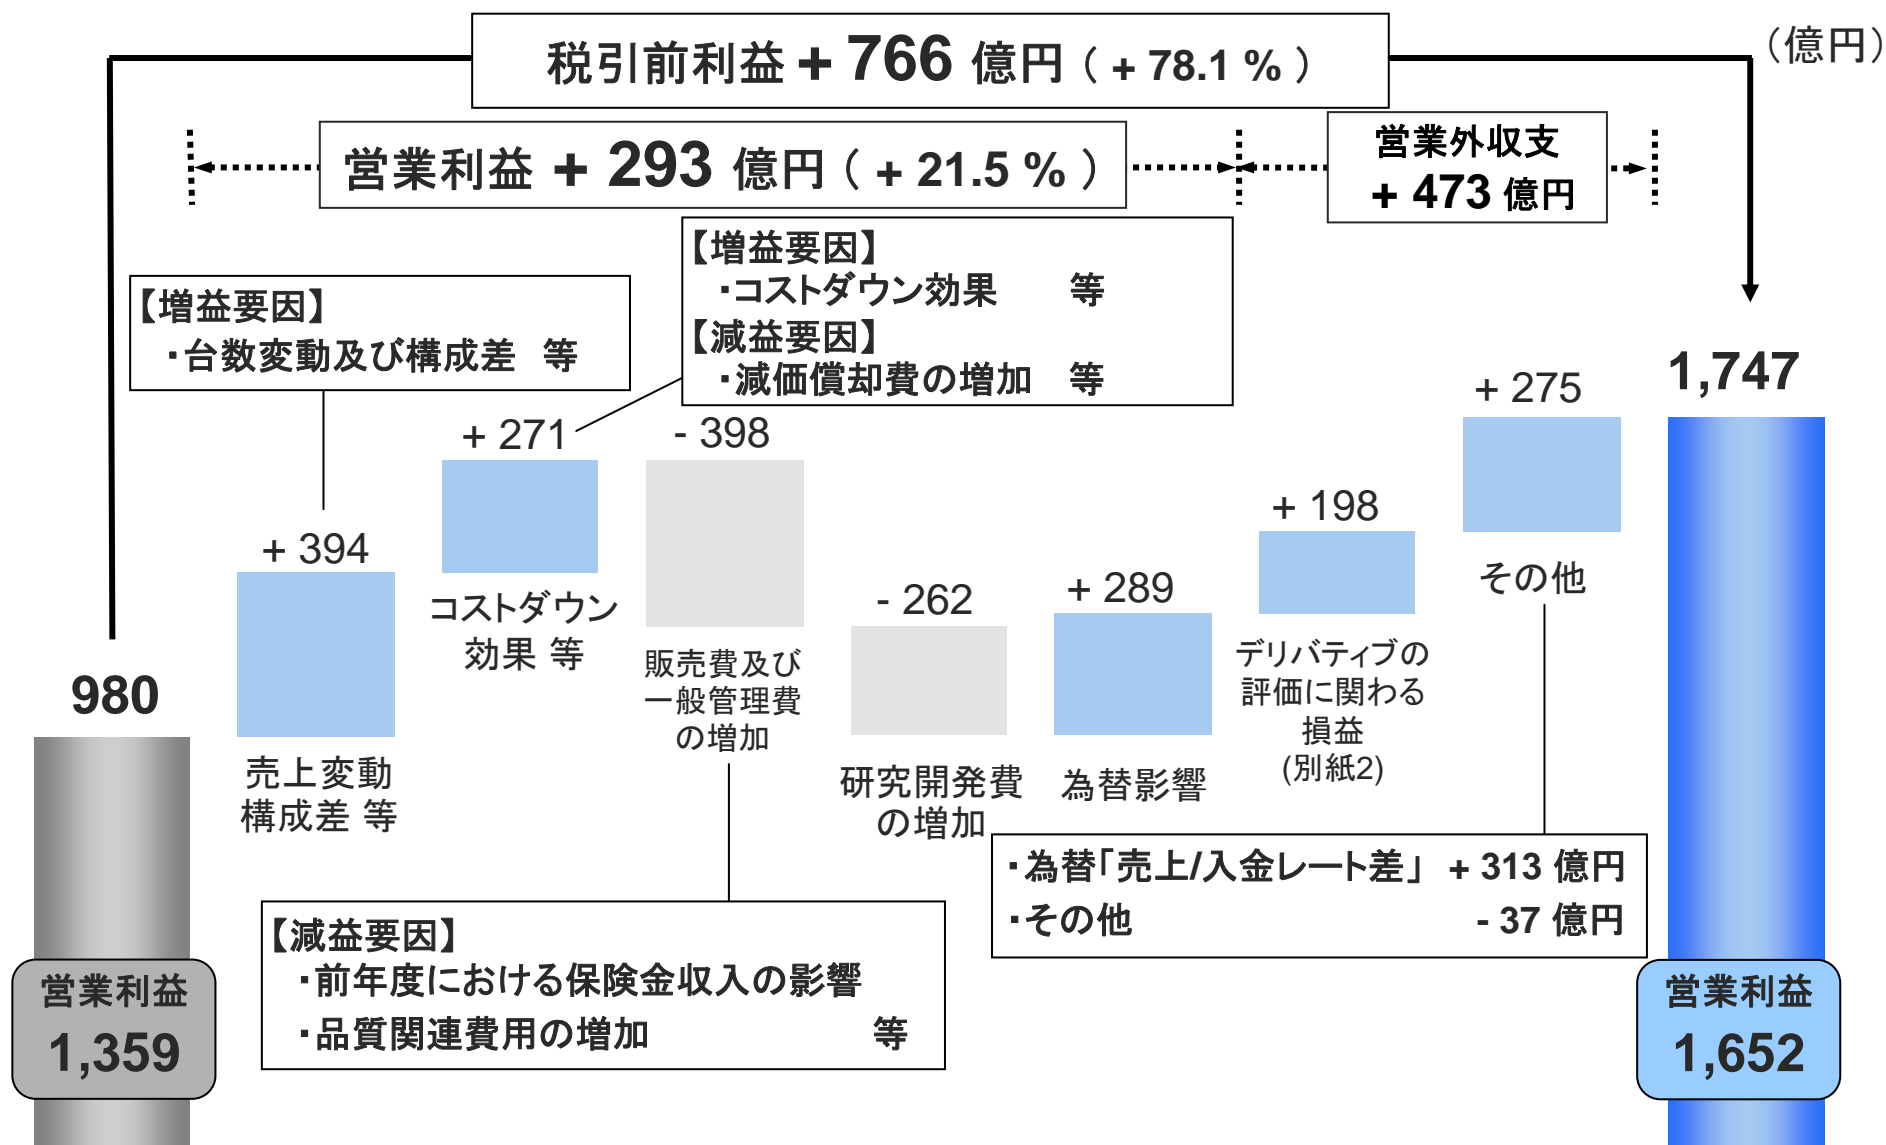 税引前利益 + 766 億円 ( + 78.1 % )
(億円)
営業利益 + 293 億円 ( + 21.5 % )
営業外収支
+ 473 億円
【増益要因】
・コストダウン効果 等
【減益要因】
・減価償却費の増加 等
【増益要因】
・台数変動及び構成差 等
980
+ 394
売上変動
構成差 等
+ 271
コストダウン
効果 等
- 398
販売費及び
一般管理費
の増加
- 262
研究開発費
の増加
+ 289
為替影響
+ 198
デリバティブの
評価に関わる
損益
(別紙2)
+ 275
その他
1,747
・為替「売上/入金レート差」 + 313 億円
・その他 - 37 億円
【減益要因】
・前年度における保険金収入の影響
・品質関連費用の増加 等
営業利益
1,359
営業利益
1,652